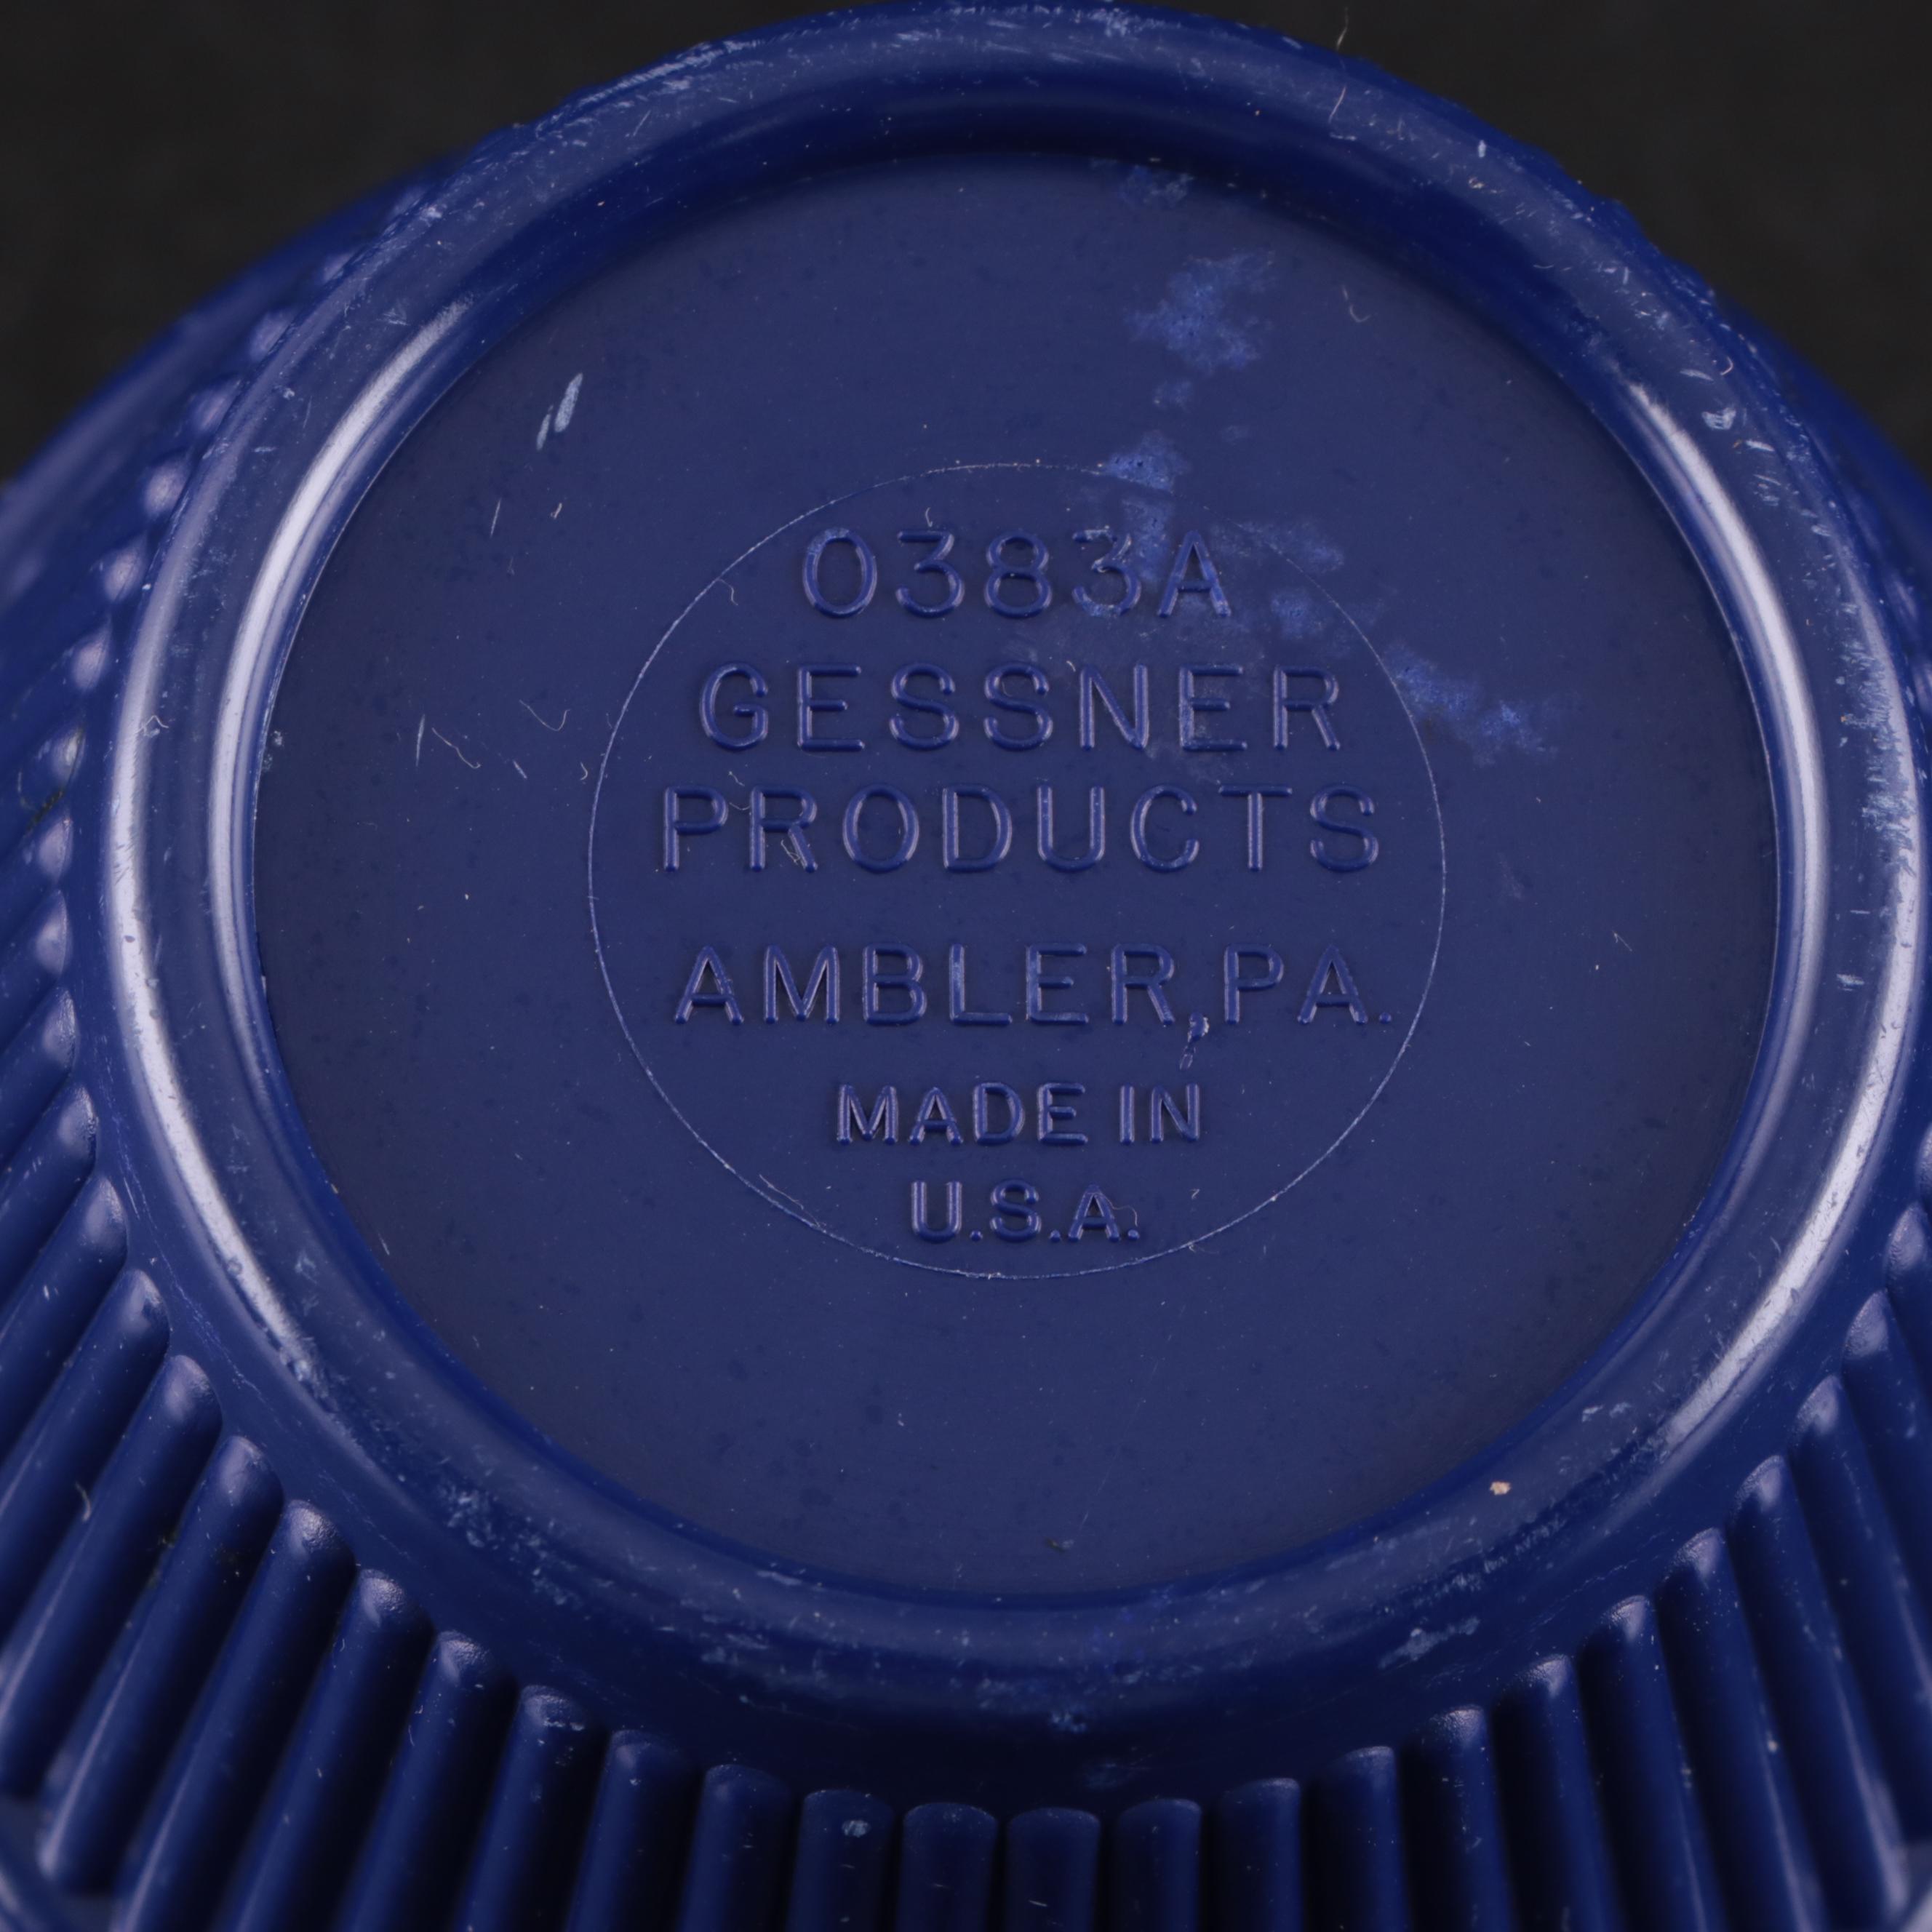 0383A
GESSNER
PRODUCTS
AMBLER,PA.
MADE IN
U.S.A.